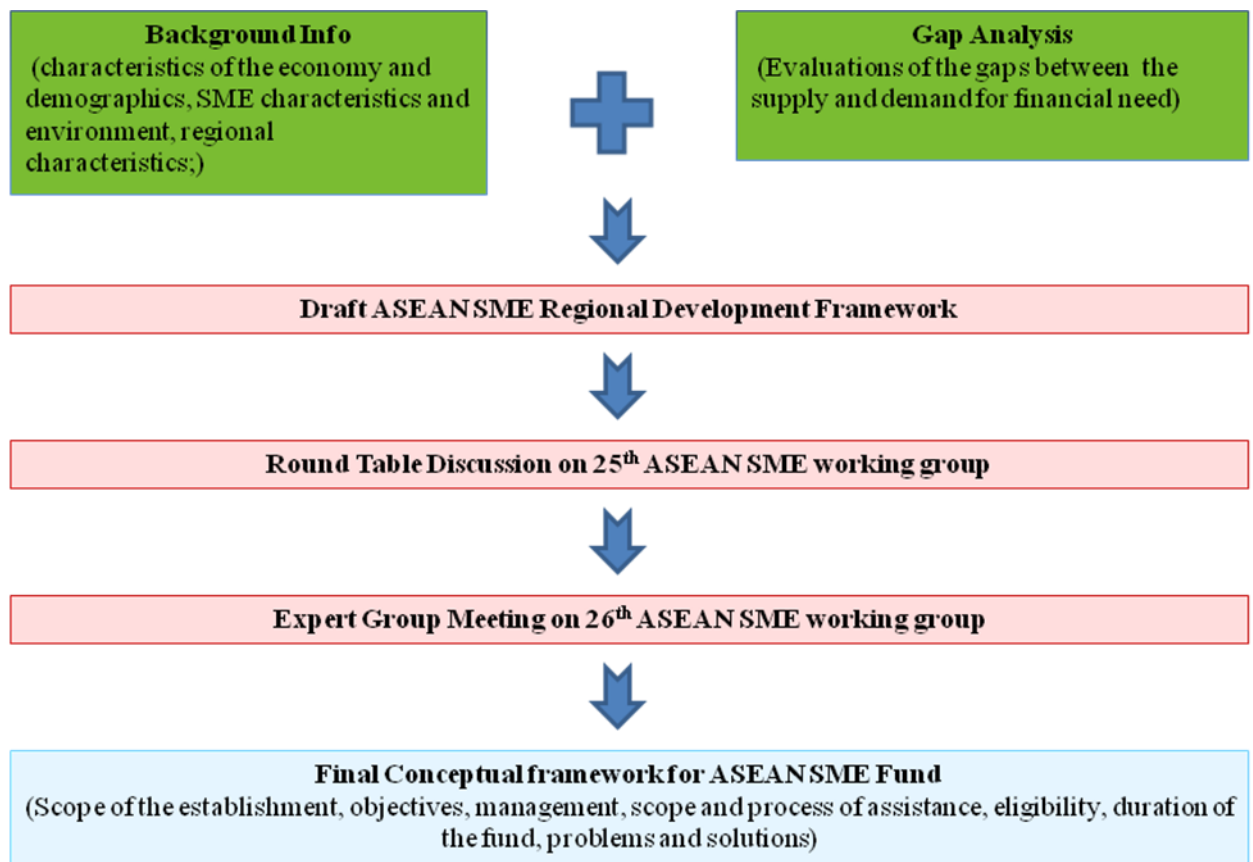 Background Info
(characteristics of the economy and
demographics, SME characteristics and
environment, regional
characteristics;)
Gap Analysis
(Evaluations of the gaps between the
supply and demand for financial need)
Draft ASEAN SME Regional Development Framework
Round Table Discussion on 25th ASEAN SME working group
Expert Group Meeting on 26th ASEAN SME working group
Final Conceptual framework for ASEAN SME Fund
(Scope of the establishment, objectives, management, scope and process of assistance, eligibility, duration of
the fund, problems and solutions)